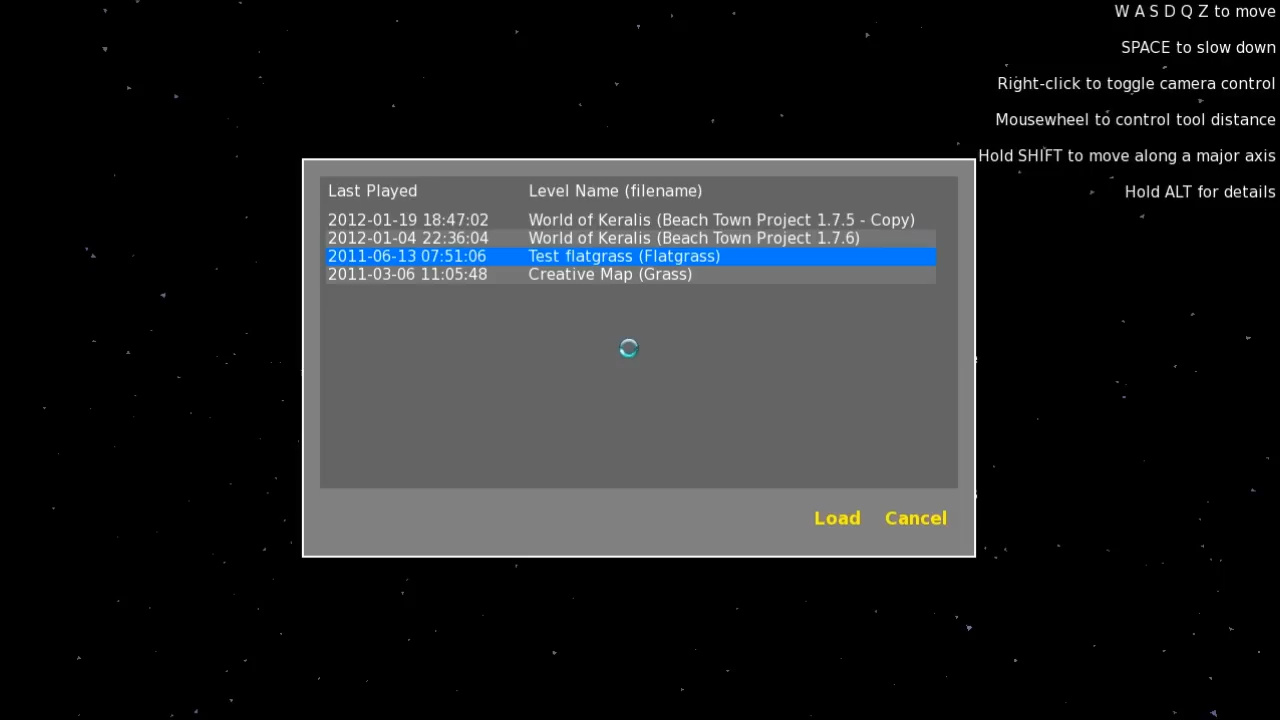 W A S D Q Z to move
SPACE to slow down
Right-click to toggle camera control
Mousewheel to control tool distance
Hold SHIFT to move along a major axis
Hold ALT for details
Last Played Level Name (filename)
2012-01-19 18:47:02 World of Keralis (Beach Town Project 1.7.5 - Copy)
2012-01-04 22:36:04 World of Keralis (Beach Town Project 1.7.6)
2011-06-13 07:51:06 Test flatgrass (Flatgrass)
2011-03-06 11:05:48 Creative Map (Grass)
Load Cancel